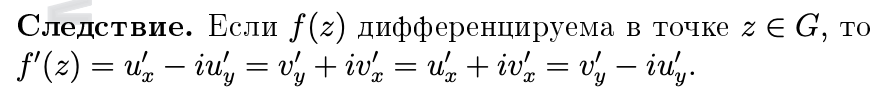 Следствие. Если f(z) дифференцируема в точке z ∈ G, то
f′(z) = u′ₓ − iu′ᵧ = v′ᵧ + iv′ₓ = u′ₓ + iv′ₓ = v′ᵧ − iu′ᵧ.